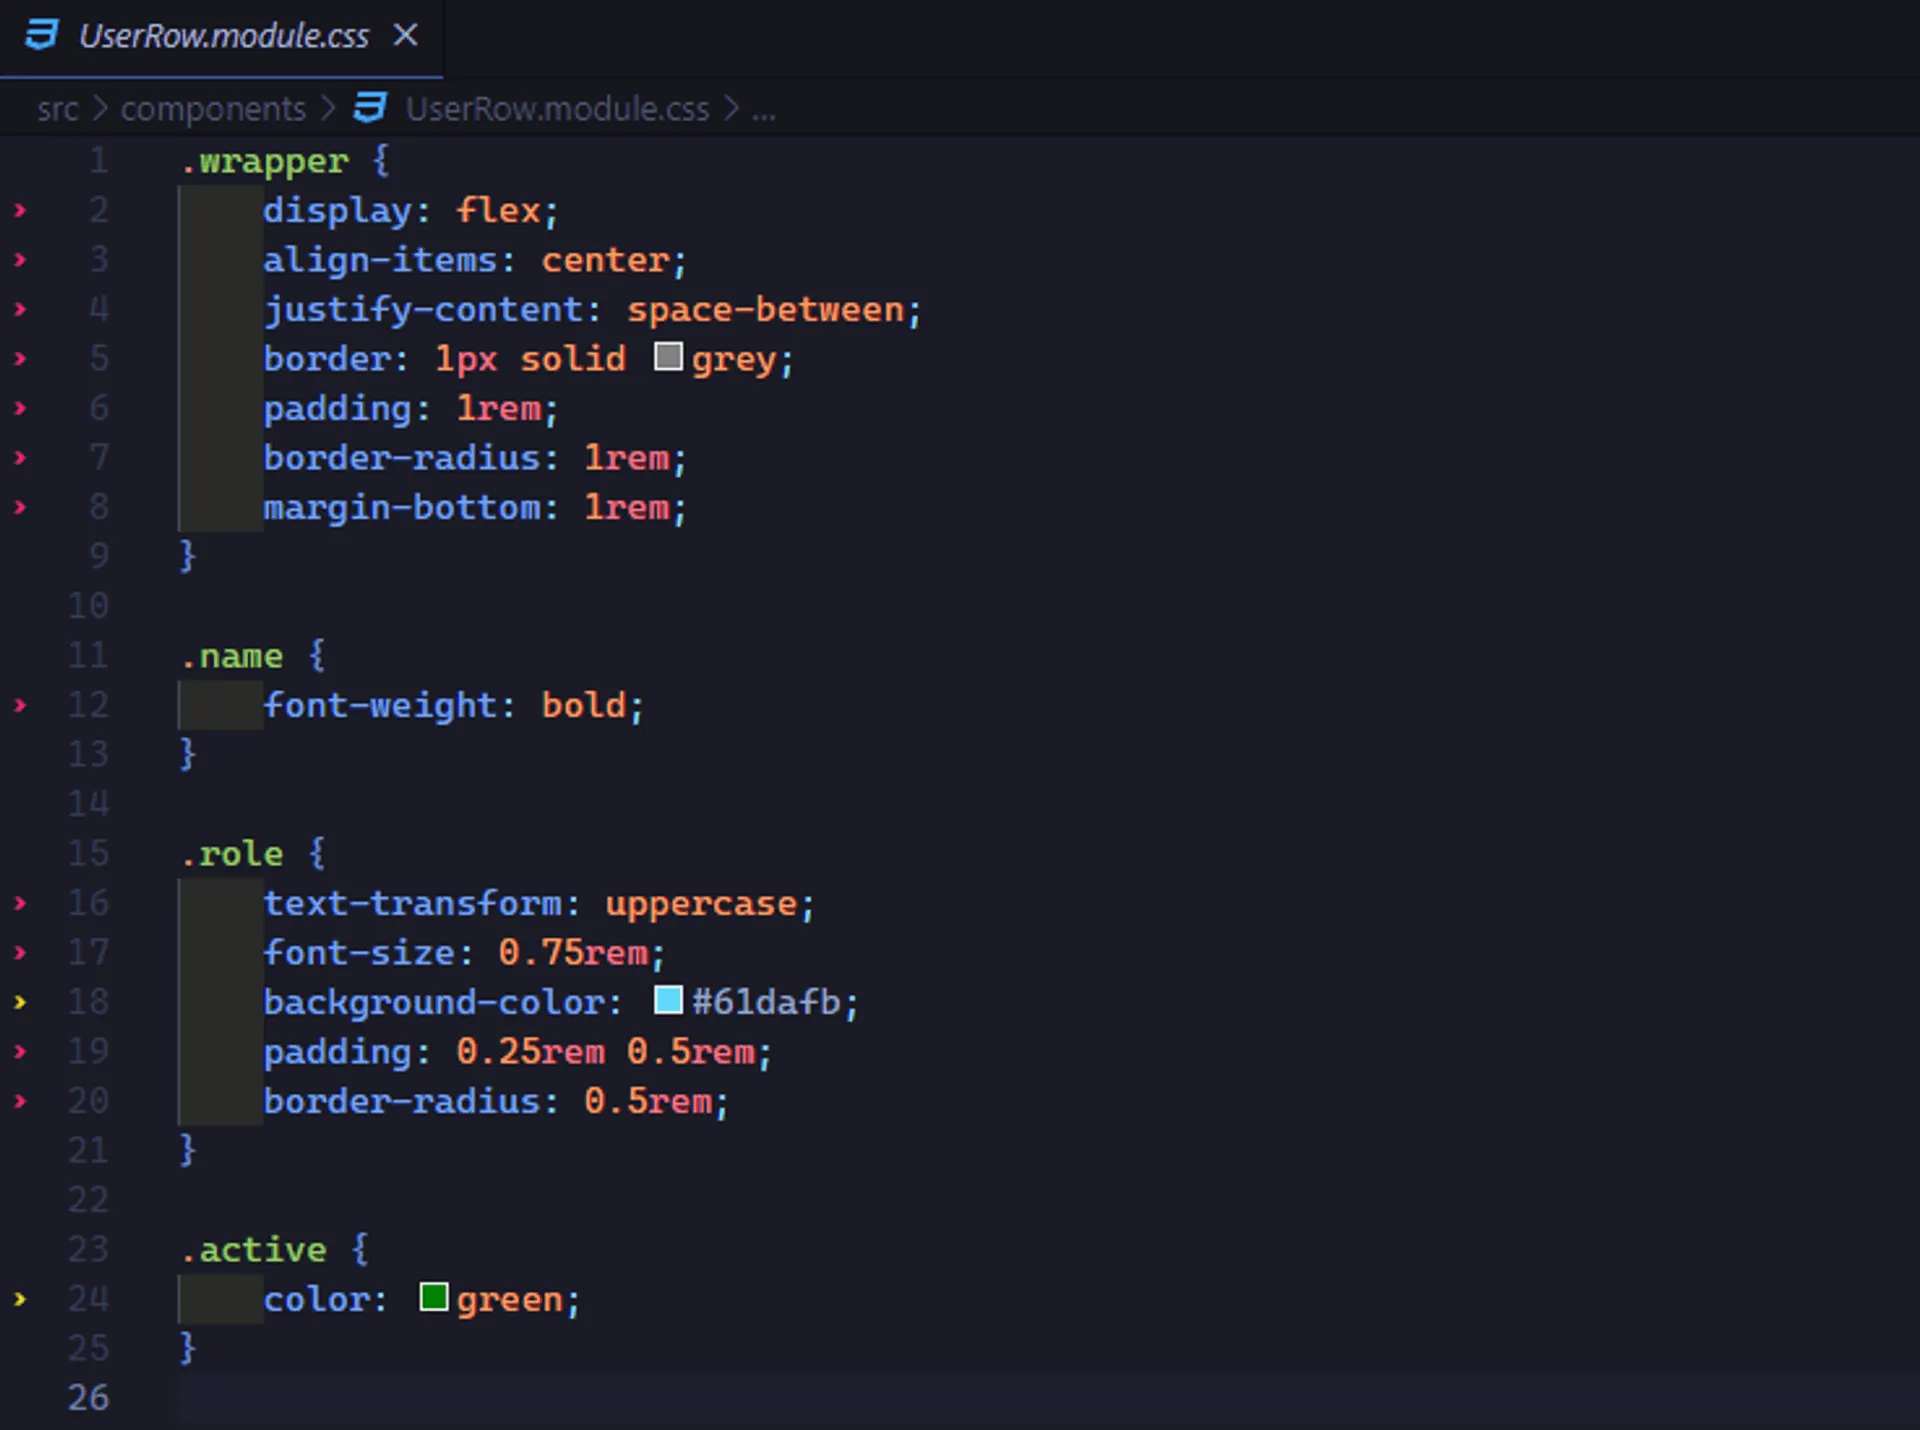 UserRow.module.css
src > components > UserRow.module.css > ...
1 .wrapper {
2 display: flex;
3 align-items: center;
4 justify-content: space-between;
5 border: 1px solid grey;
6 padding: 1rem;
7 border-radius: 1rem;
8 margin-bottom: 1rem;
9 }
10
11 .name {
12 font-weight: bold;
13 }
14
15 .role {
16 text-transform: uppercase;
17 font-size: 0.75rem;
18 background-color: #61dafb;
19 padding: 0.25rem 0.5rem;
20 border-radius: 0.5rem;
21 }
22
23 .active {
24 color: green;
25 }
26